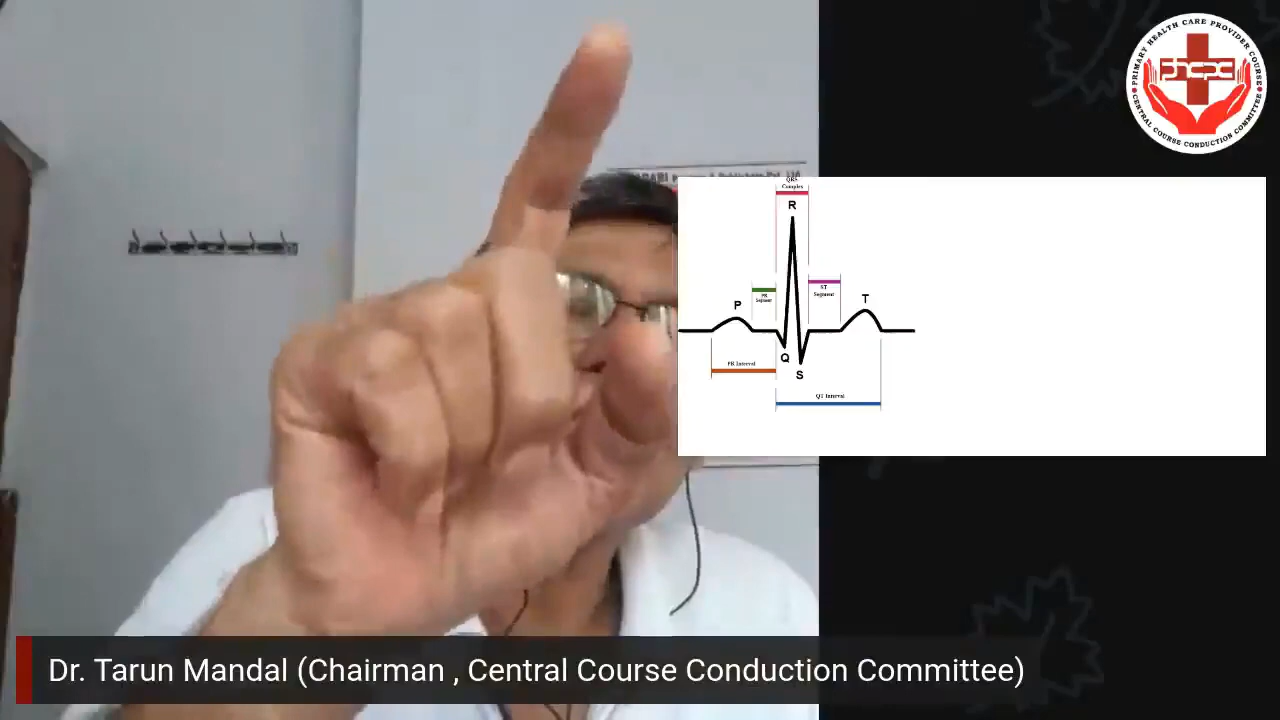 PRIMARY HEALTH CARE PROVIDER COURSE
phcpc
CENTRAL COURSE CONDUCTION COMMITTEE
QRS
Complex
R
PR
Segment
ST
Segment
P
T
Q
S
PR Interval
QT Interval
Dr. Tarun Mandal (Chairman , Central Course Conduction Committee)